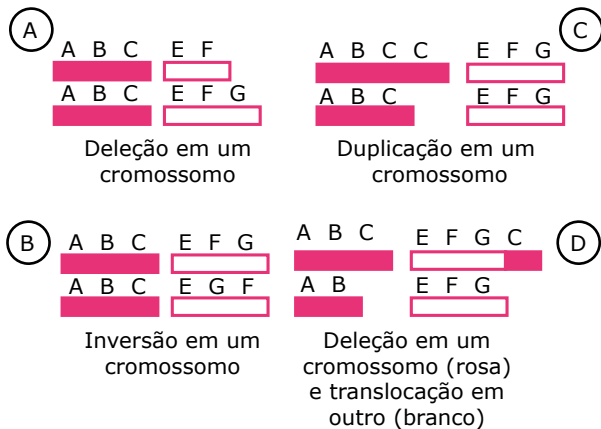 A
A B C E F
A B C E F G
Deleção em um
cromossomo
C
A B C C E F G
A B C E F G
Duplicação em um
cromossomo
B
A B C E F G
A B C E G F
Inversão em um
cromossomo
D
A B C E F G C
A B E F G
Deleção em um
cromossomo (rosa)
e translocação em
outro (branco)